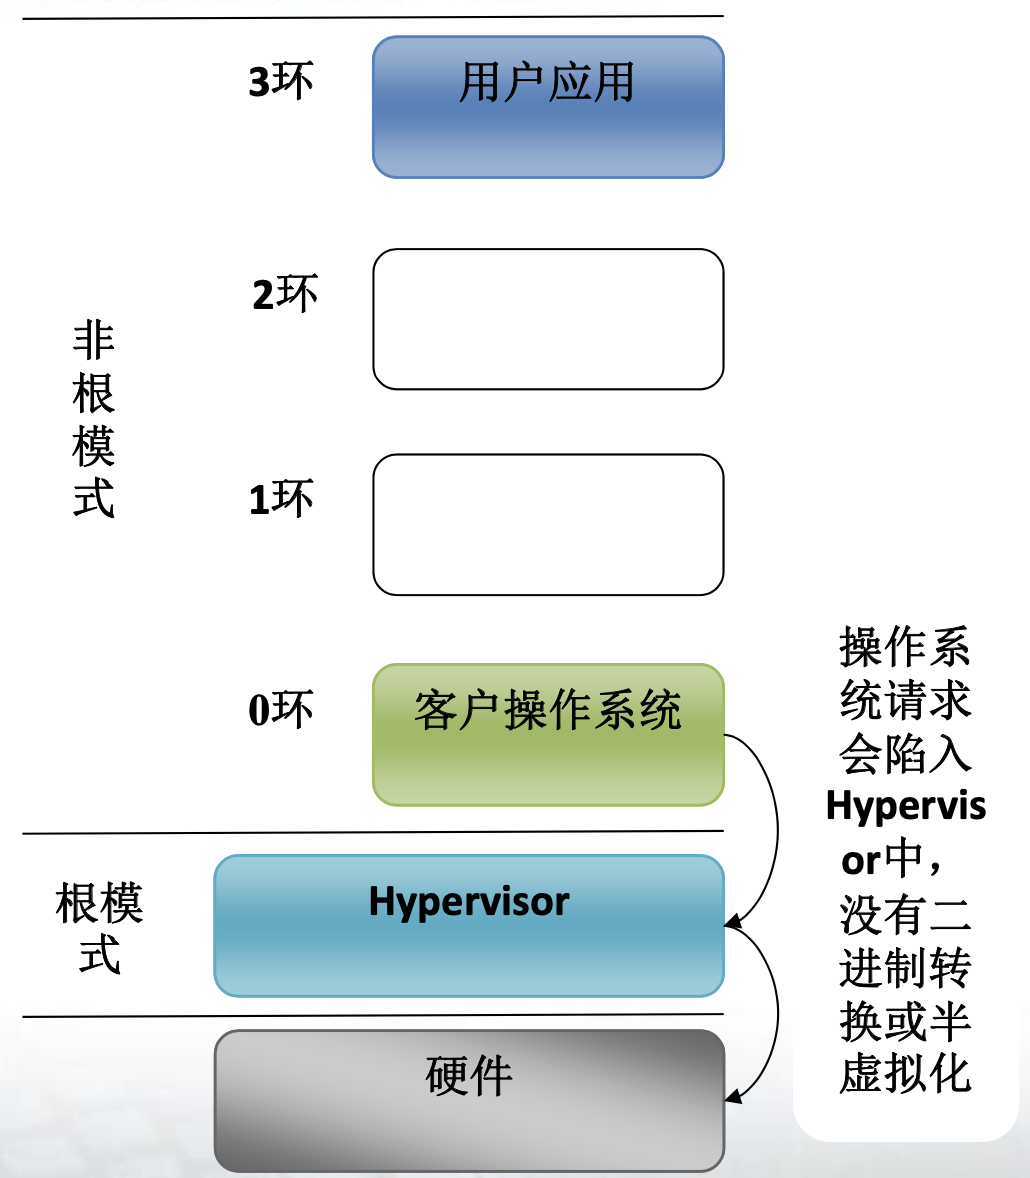 3环
用户应用
2环
非
根
模
式
1环
0环
客户操作系统
根模
式
Hypervisor
硬件
操作系
统请求
会陷入
Hypervis
or中，
没有二
进制转
换或半
虚拟化